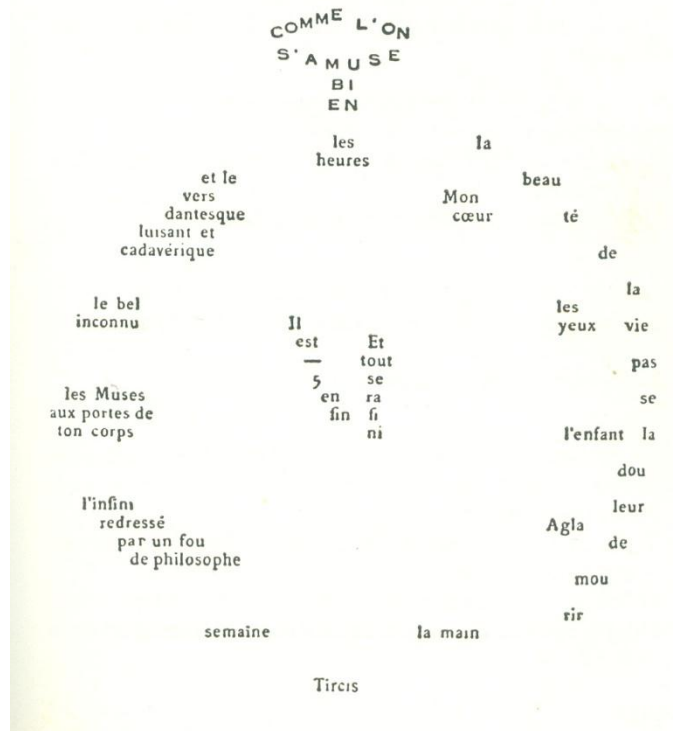 COMME L'ON
S'AMUSE
BI
EN
les
heures
la
beau
té
de
la
vie
pas
se
la
dou
leur
de
mou
rir
Mon
cœur
les
yeux
l'enfant
Agla
la main
Tircis
semaine
l'infini
redressé
par un fou
de philosophe
les Muses
aux portes de
ton corps
le bel
inconnu
et le
vers
dantesque
luisant et
cadavérique
Il
est
—
5
en
fin
Et
tout
se
ra
fi
ni